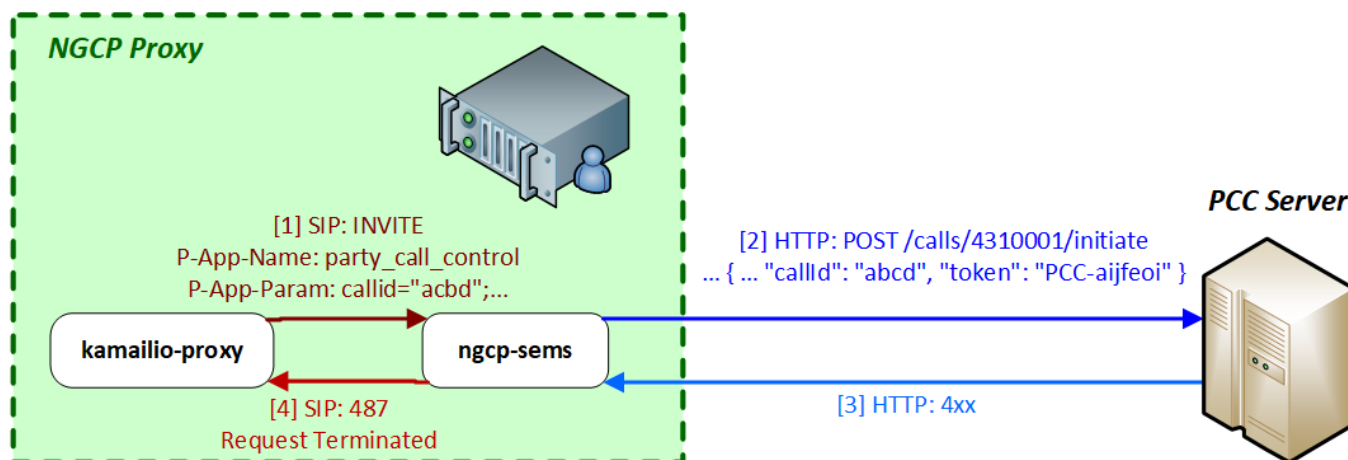 NGCP Proxy
[1] SIP: INVITE
P-App-Name: party_call_control
P-App-Param: callid="acbd";...
kamailio-proxy
ngcp-sems
[4] SIP: 487
Request Terminated
PCC Server
[2] HTTP: POST /calls/4310001/initiate
... { ... "callId": "abcd", "token": "PCC-aijfeoi" }
[3] HTTP: 4xx